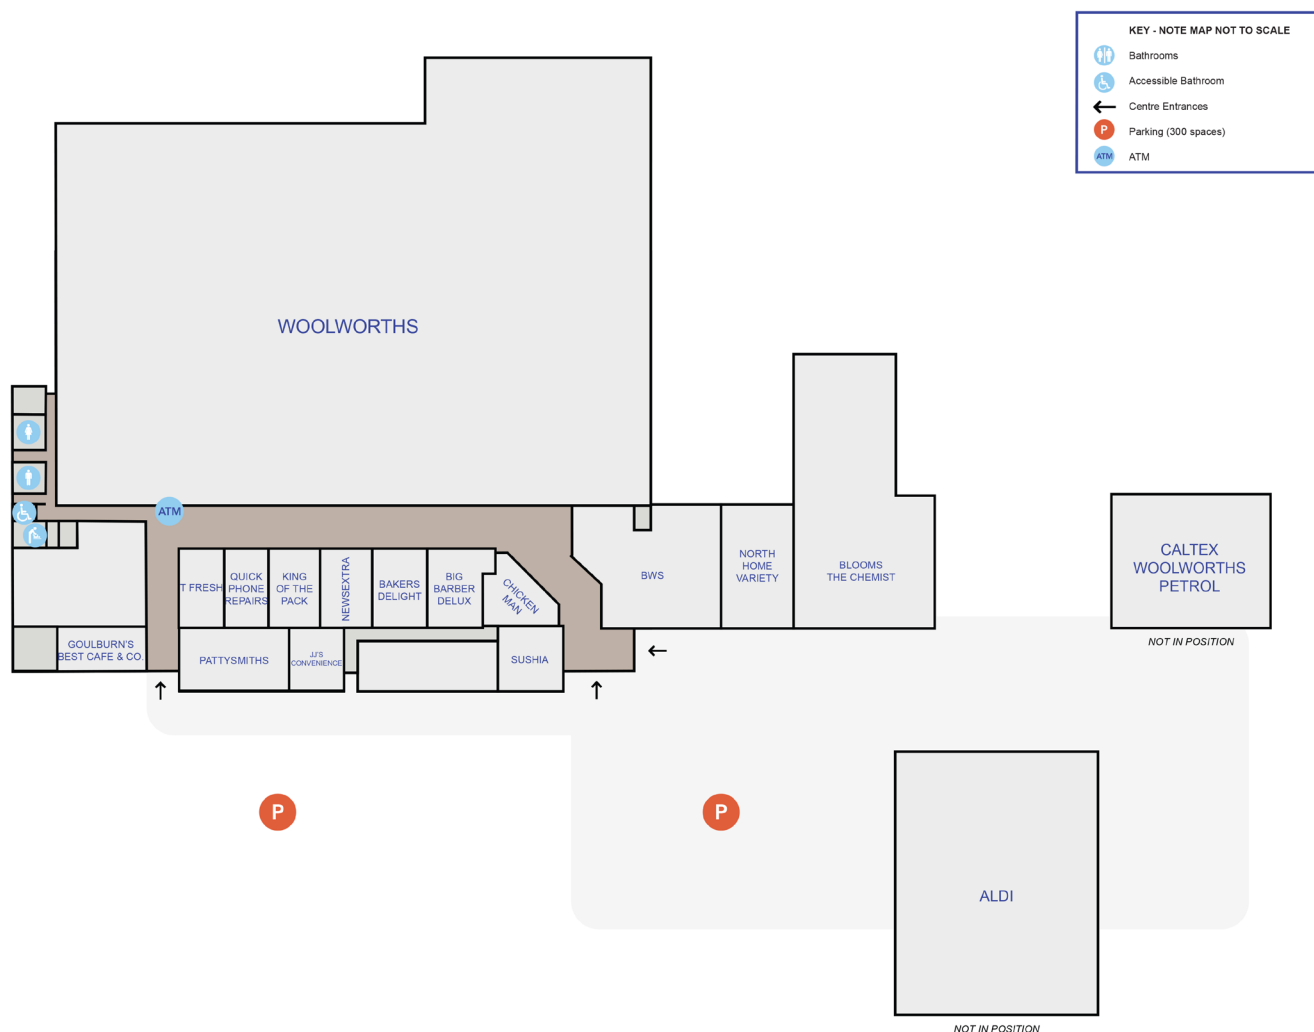 KEY - NOTE MAP NOT TO SCALE
Bathrooms
Accessible Bathroom
Centre Entrances
P
Parking (300 spaces)
ATM
ATM
WOOLWORTHS
ATM
T FRESH
QUICK
PHONE
REPAIRS
KING
OF THE
PACK
NEWSEXTRA
BAKERS
DELIGHT
BIG
BARBER
DELUX
CHICKEN
MAN
BWS
NORTH
HOME
VARIETY
BLOOMS
THE CHEMIST
CALTEX
WOOLWORTHS
PETROL
NOT IN POSITION
GOULBURN'S
BEST CAFE & CO.
PATTYSMITHS
JJ'S
CONVENIENCE
SUSHIA
P
P
ALDI
NOT IN POSITION